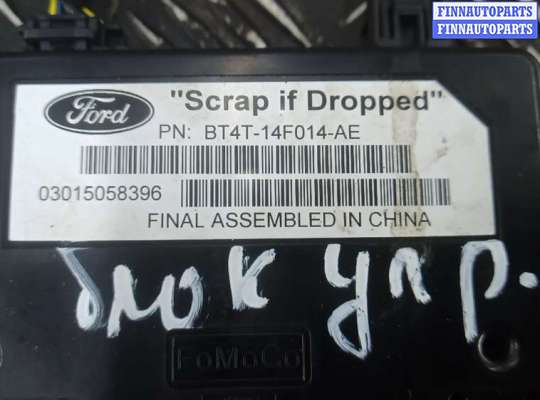 FINNAUTOPARTS
FINNAUTOPARTS
Ford
"Scrap if Dropped"
PN: BT4T-14F014-AE
03015058396
FINAL ASSEMBLED IN CHINA
блок упр.
FoMoCo